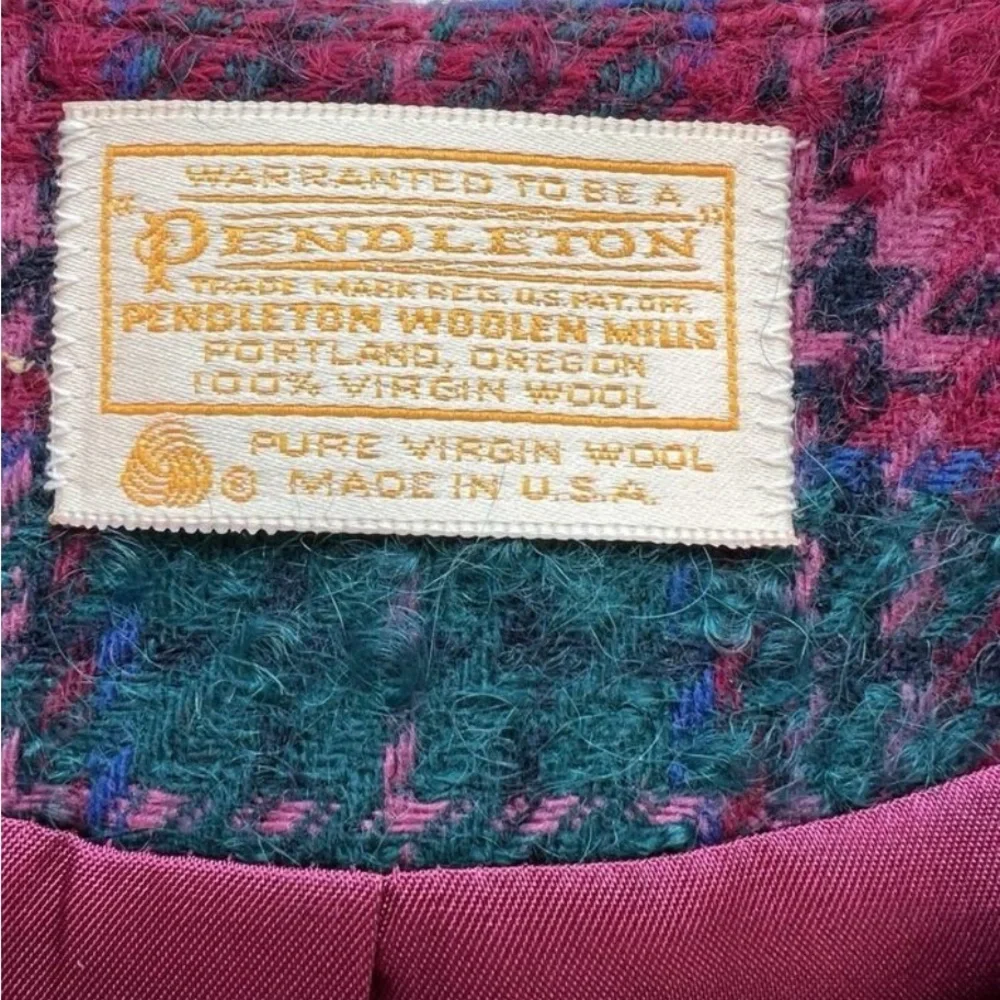 WARRANTED TO BE A
"PENDLETON"
TRADE MARK REG. U.S. PAT. OFF.
PENDLETON WOOLEN MILLS
PORTLAND, OREGON
100% VIRGIN WOOL
PURE VIRGIN WOOL
® MADE IN U.S.A.